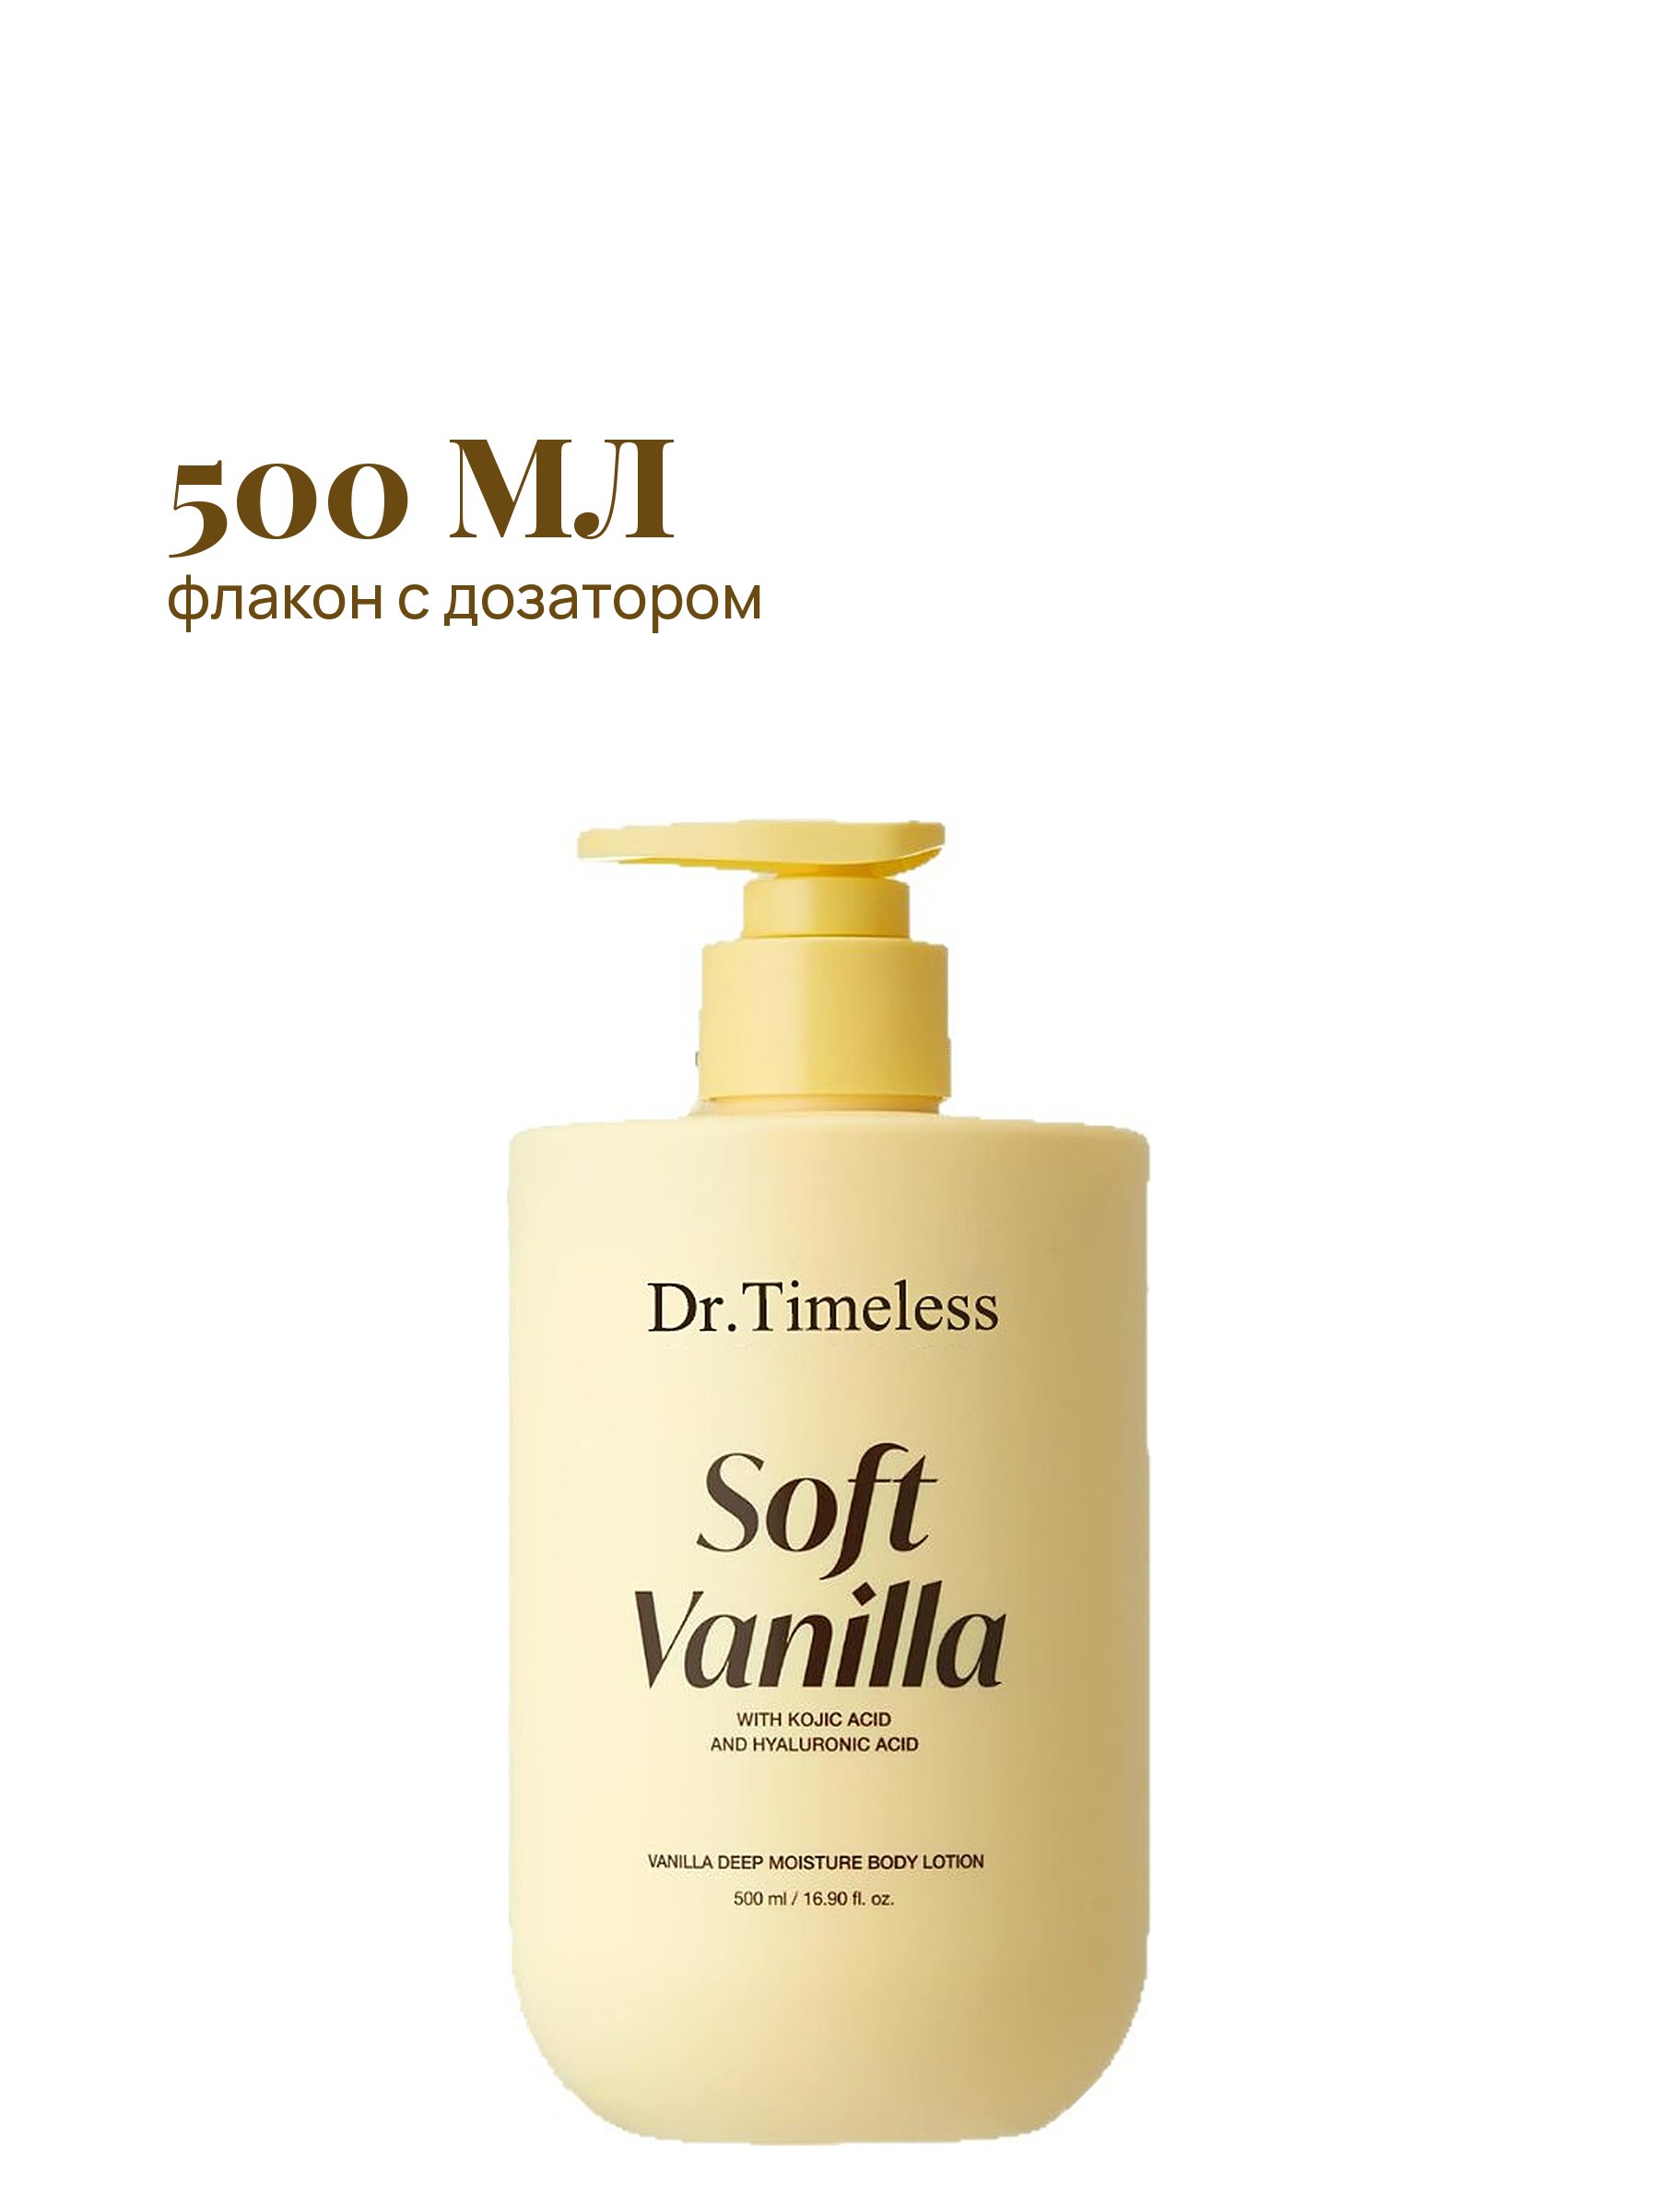 500 МЛ
флакон с дозатором
Dr.Timeless
Soft
Vanilla
WITH KOJIC ACID
AND HYALURONIC ACID
VANILLA DEEP MOISTURE BODY LOTION
500 ml / 16.90 fl. oz.